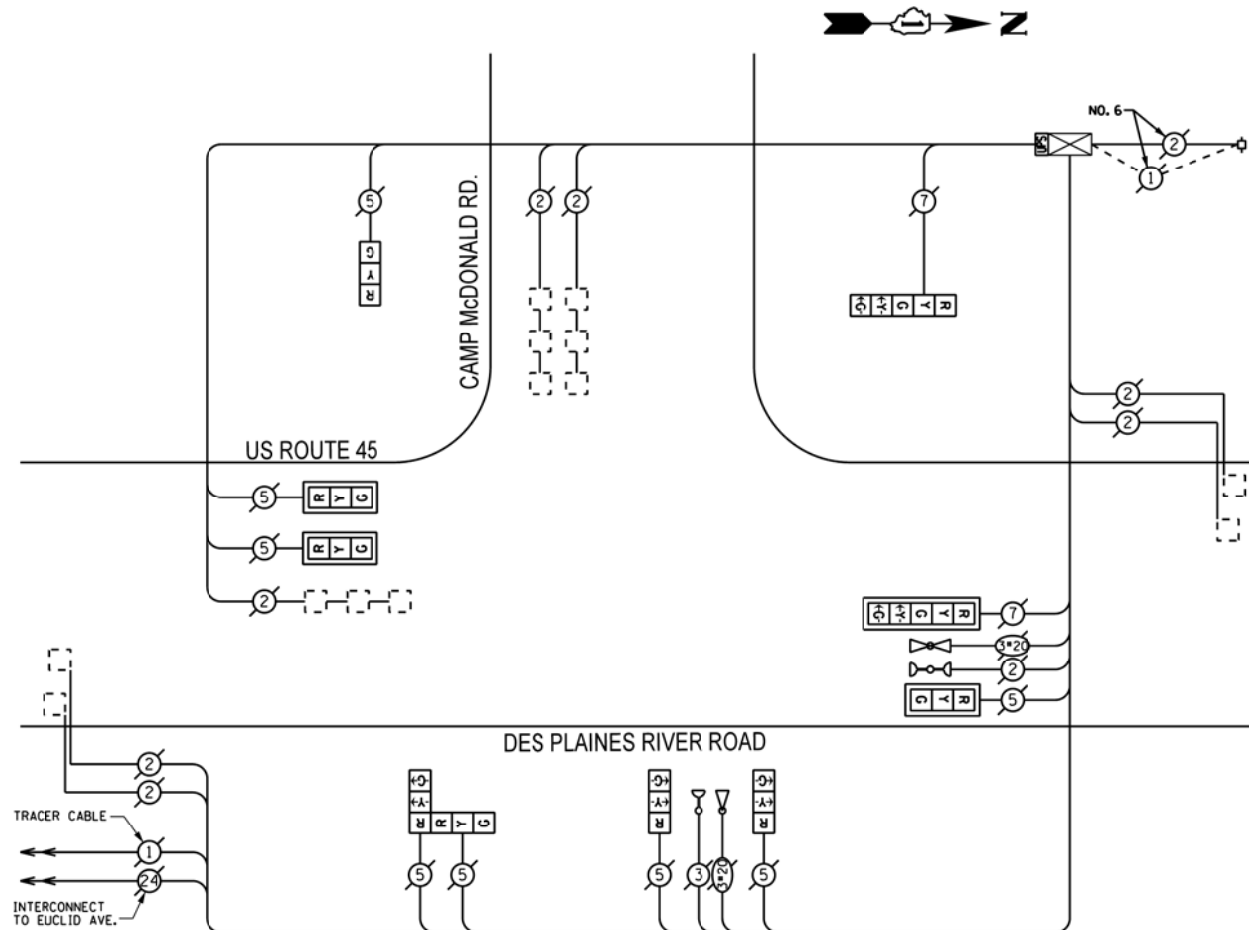 1 N
NO. 6
UPS
2
1
5
2
2
7
G
Y
R
CAMP McDONALD RD.
←G-
←Y-
G
Y
R
2
2
US ROUTE 45
5
R Y G
5
R Y G
2
←G- ←Y- G Y R
7
3#20
2
G Y R
5
DES PLAINES RIVER ROAD
2
2
TRACER CABLE
1
24
INTERCONNECT
TO EUCLID AVE.
←G-
←Y-
R R Y G
5
5
←G-
←Y-
R
5
3
3#20
←G-
←Y-
R
5